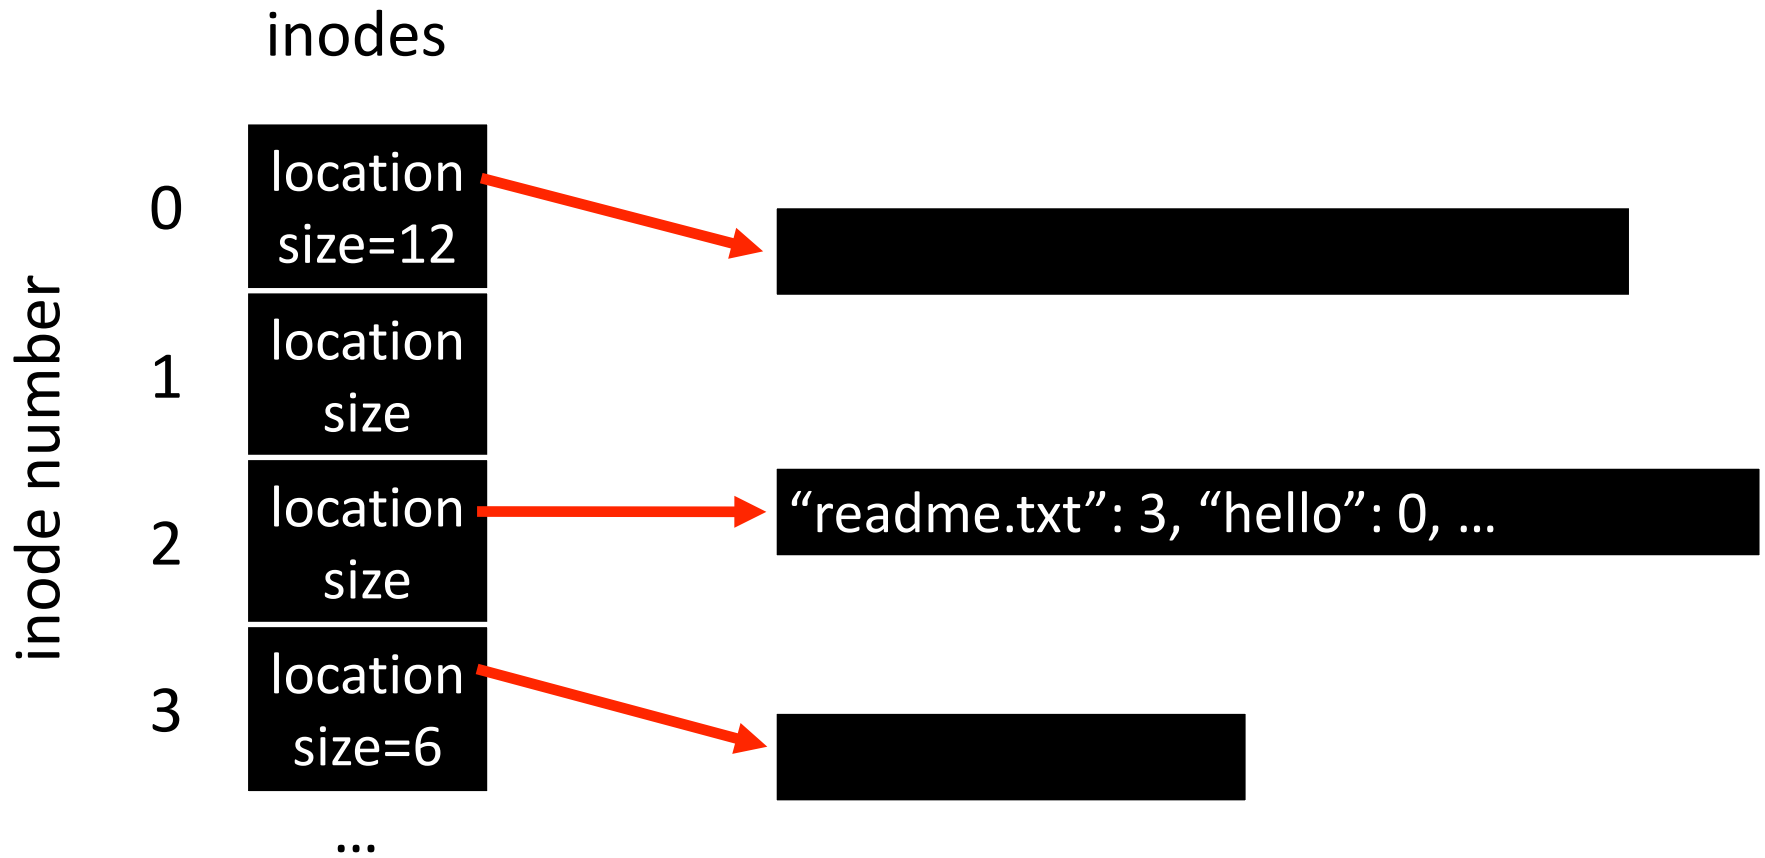 inodes
inode number
0
location
size=12
1
location
size
2
location
size
“readme.txt”: 3, “hello”: 0, …
3
location
size=6
…